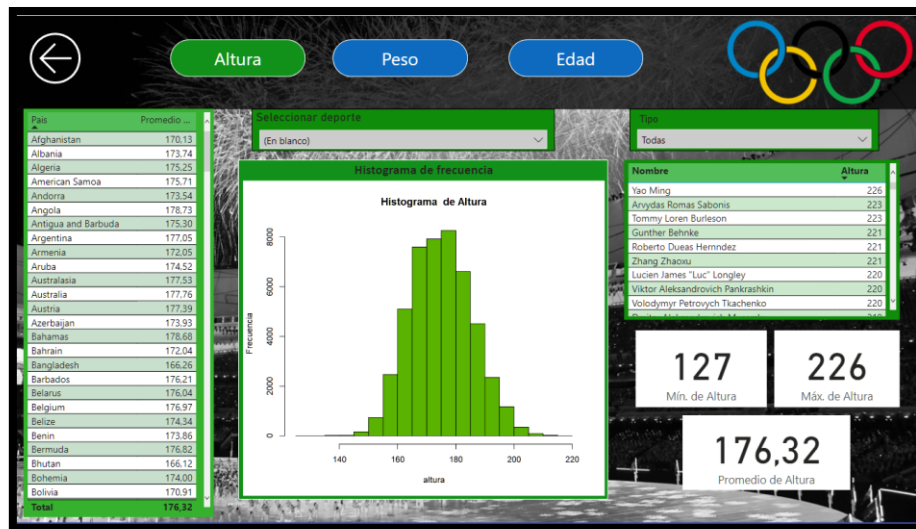 Altura
Peso
Edad
País Promedio ...
Afghanistan 170,13
Albania 173,74
Algeria 175,25
American Samoa 175,71
Andorra 173,54
Angola 178,73
Antigua and Barbuda 175,30
Argentina 177,05
Armenia 172,05
Aruba 174,52
Australasia 177,53
Australia 177,76
Austria 177,39
Azerbaijan 173,93
Bahamas 178,68
Bahrain 172,04
Bangladesh 166,26
Barbados 176,21
Belarus 176,04
Belgium 176,97
Belize 174,34
Benin 173,86
Bermuda 176,82
Bhutan 166,12
Bohemia 174,00
Bolivia 170,91
Total 176,32
Seleccionar deporte
(En blanco)
Histograma de frecuencia
Histograma de Altura
Frecuencia
8000
6000
4000
2000
0
140 160 180 200 220
altura
Tipo
Todas
Nombre Altura
Yao Ming 226
Arvydas Romas Sabonis 223
Tommy Loren Burleson 223
Gunther Behnke 221
Roberto Dueas Hernndez 221
Zhang Zhaoxu 221
Lucien James "Luc" Longley 220
Viktor Aleksandrovich Pankrashkin 220
Volodymyr Petrovych Tkachenko 220
127
Mín. de Altura
226
Máx. de Altura
176,32
Promedio de Altura